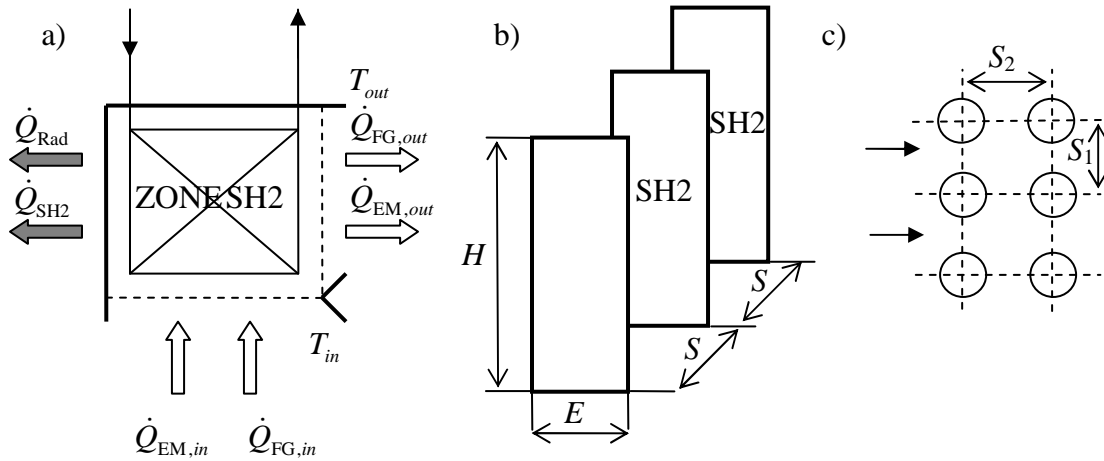 a)
T_out
Q̇_Rad
Q̇_FG,out
ZONE SH2
Q̇_SH2
Q̇_EM,out
T_in
Q̇_EM,in
Q̇_FG,in
b)
SH2
SH2
H
S
S
E
c)
S_2
S_1